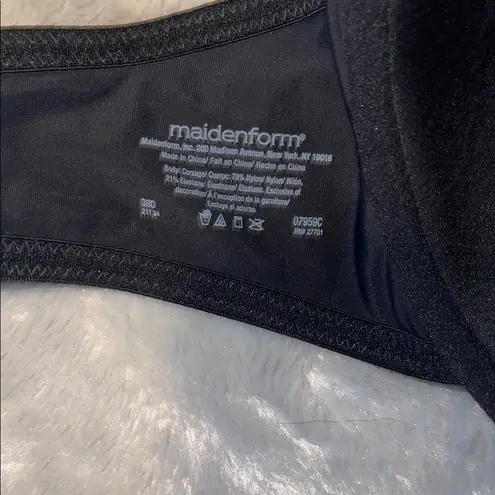 maidenform®
Maidenform, Inc. 200 Madison Avenue, New York, NY 10016
Made in China/ Fait en China/ Hecho en China
Body/ Corsage/ Cuerpo: 79% Nylon/ Nylon/ Nilón,
21% Elastane/ Elasthane/ Elastano. Exclusive of
decoration/ À l'exception de la garniture/
Excluye el adorno.
38D
07959C
RN# 27701